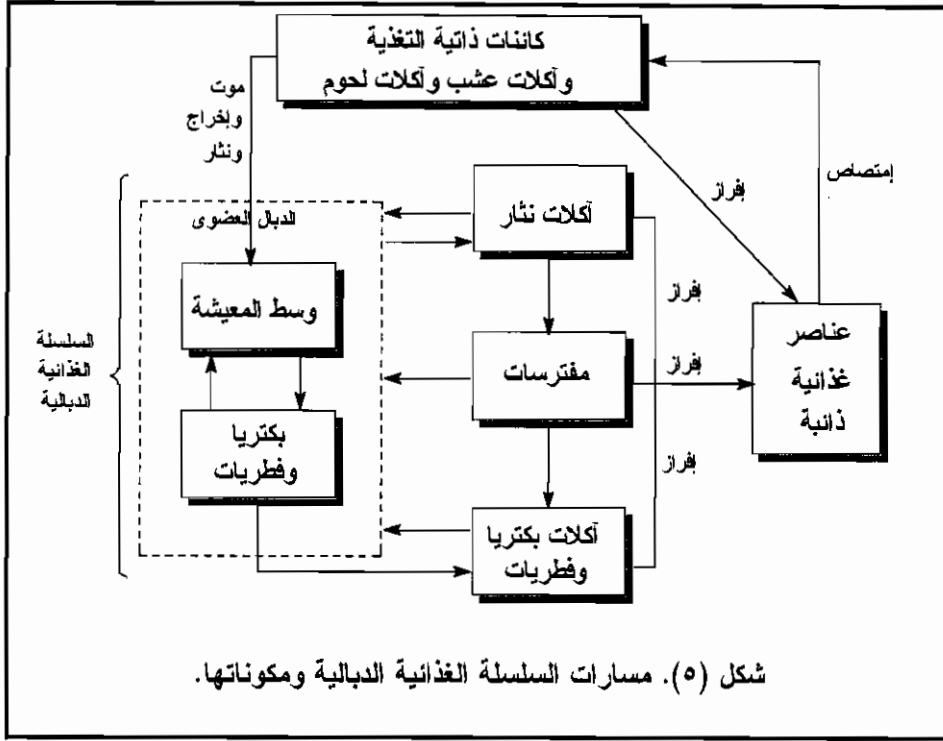 كائنات ذاتية التغذية
وآكلات عشب وآكلات لحوم
موت
وإخراج
ونثار
إمتصاص
إفراز
الدبال العضوى
آكلات نثار
وسط المعيشة
إفراز
عناصر
غذائية
ذائبة
السلسلة
الغذائية
الدبالية
مفترسات
إفراز
بكتريا
وفطريات
إفراز
آكلات بكتريا
وفطريات
شكل (٥). مسارات السلسلة الغذائية الدبالية ومكوناتها.